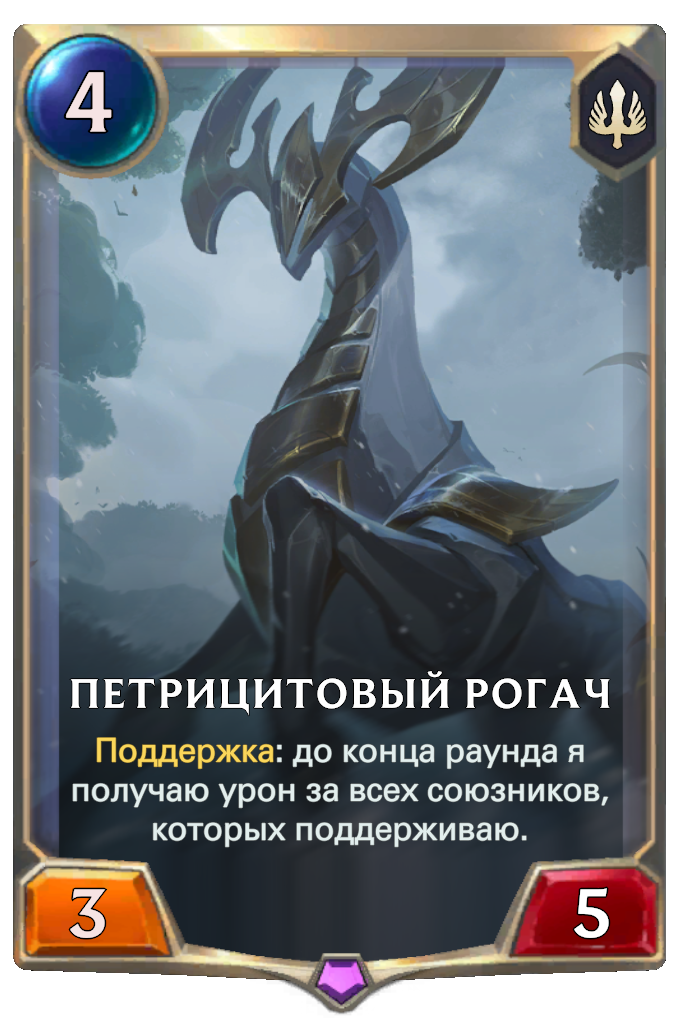 4
ПЕТРИЦИТОВЫЙ РОГАЧ
Поддержка: до конца раунда я
получаю урон за всех союзников,
которых поддерживаю.
3
5